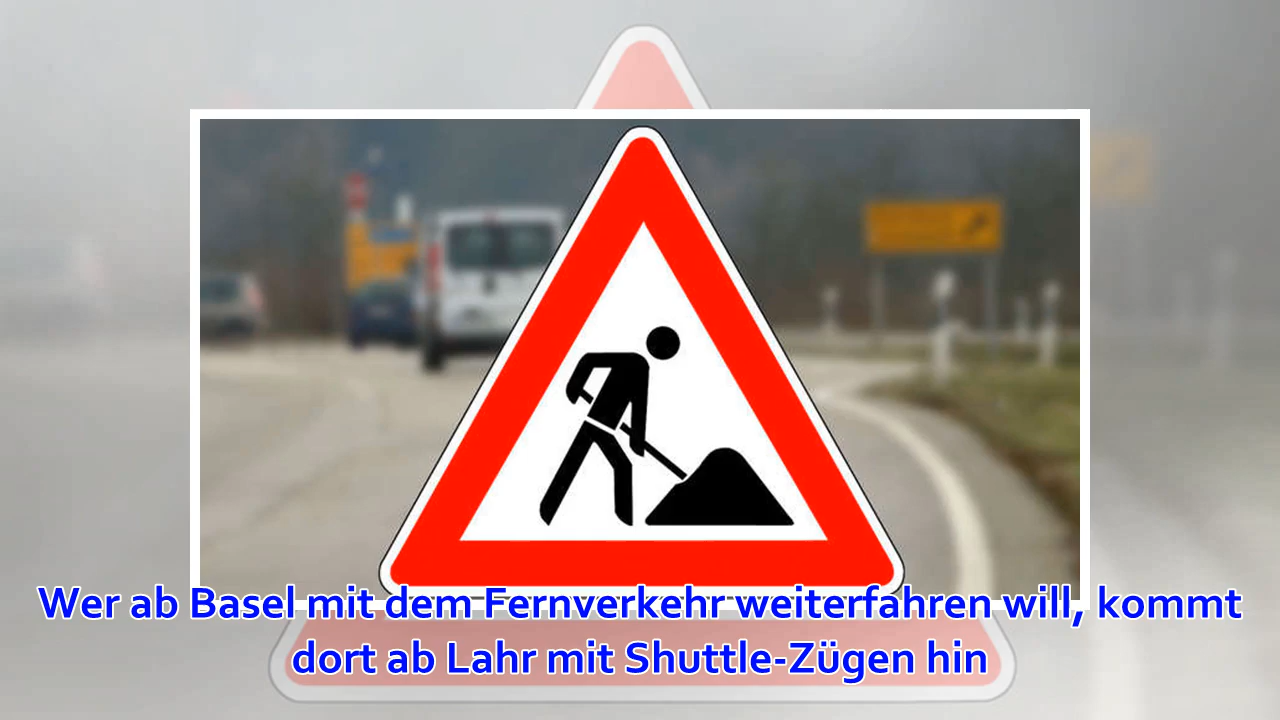 Wer ab Basel mit dem Fernverkehr weiterfahren will, kommt
dort ab Lahr mit Shuttle-Zügen hin